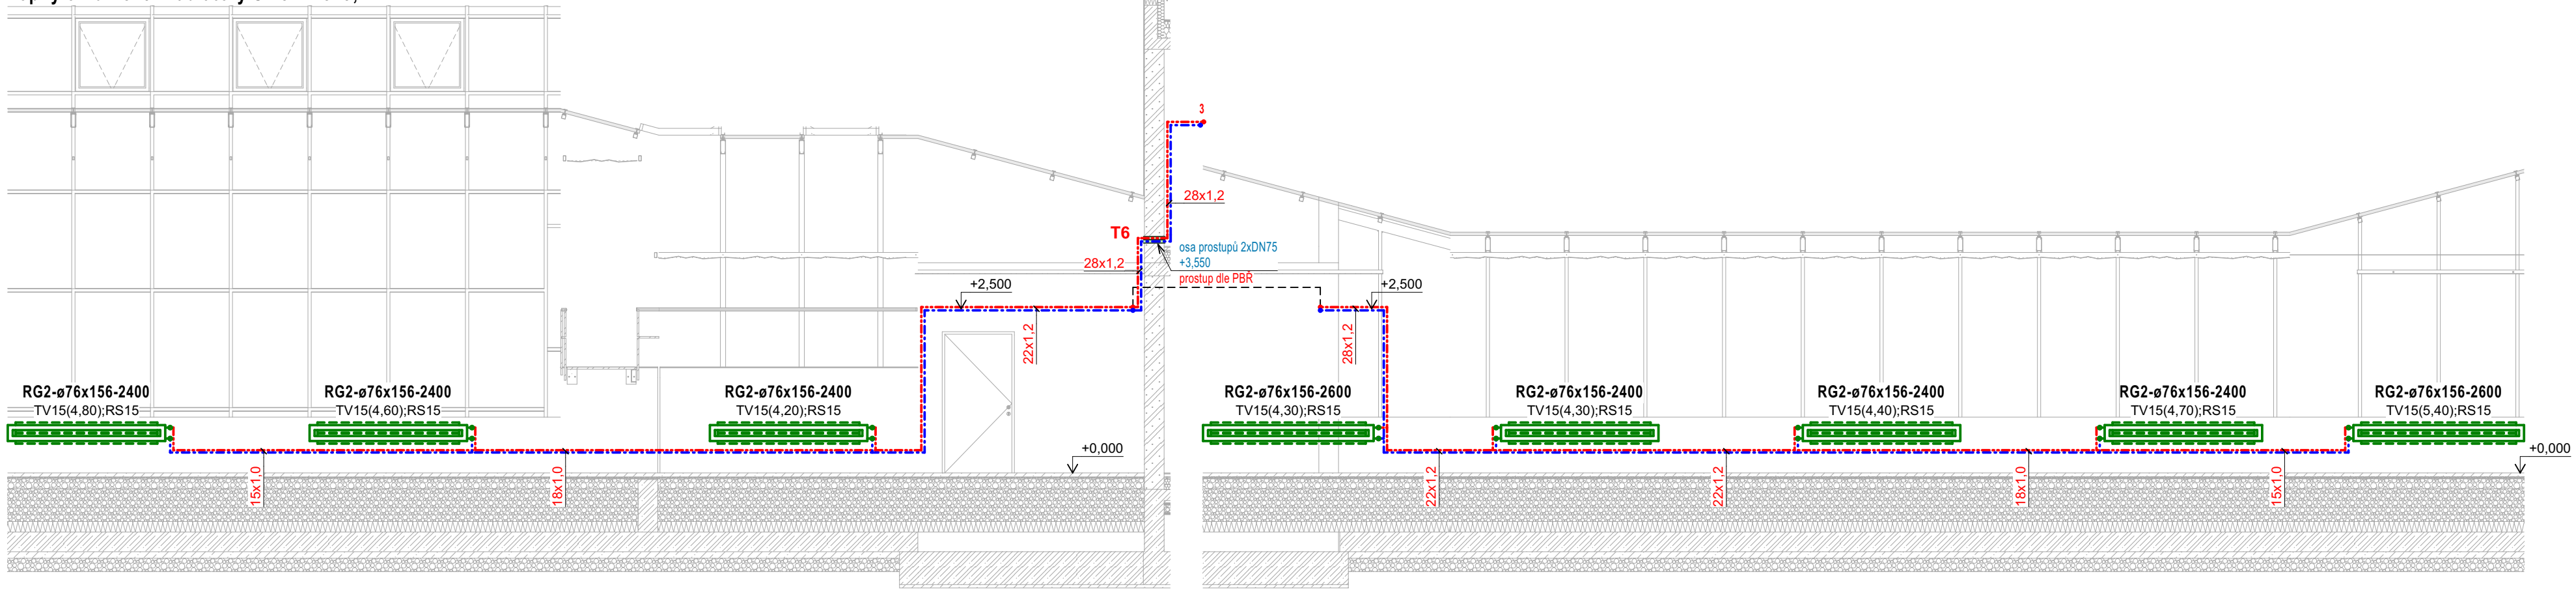 3
28x1,2
T6
osa prostupů 2xDN75
+3,550
28x1,2
prostup dle PBŘ
+2,500
+2,500
22x1,2
28x1,2
RG2-ø76x156-2400
TV15(4,80);RS15
RG2-ø76x156-2400
TV15(4,60);RS15
RG2-ø76x156-2400
TV15(4,20);RS15
RG2-ø76x156-2600
TV15(4,30);RS15
RG2-ø76x156-2400
TV15(4,30);RS15
RG2-ø76x156-2400
TV15(4,40);RS15
RG2-ø76x156-2400
TV15(4,70);RS15
RG2-ø76x156-2600
TV15(5,40);RS15
+0,000
+0,000
15x1,0
18x1,0
22x1,2
22x1,2
18x1,0
15x1,0